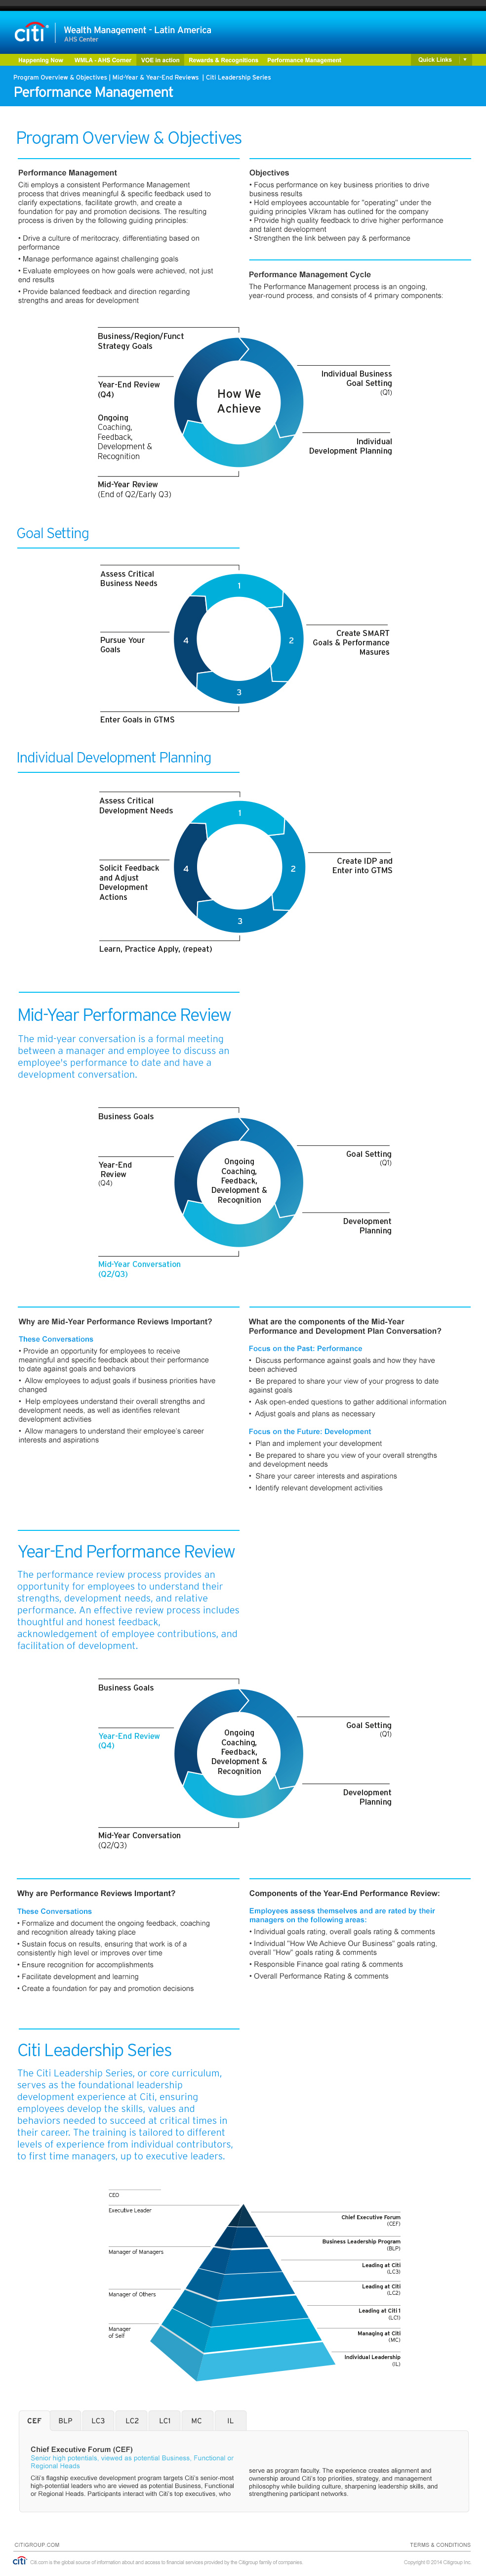 citi
Wealth Management - Latin America
AHS Center
Happening Now WMLA - AHS Corner VOE in action Rewards & Recognitions Performance Management Quick Links
Program Overview & Objectives | Mid-Year & Year-End Reviews | Citi Leadership Series
Performance Management
Program Overview & Objectives
Performance Management
Citi employs a consistent Performance Management
process that drives meaningful & specific feedback used to
clarify expectations, facilitate growth, and create a
foundation for pay and promotion decisions. The resulting
process is driven by the following guiding principles:
• Drive a culture of meritocracy, differentiating based on
performance
• Manage performance against challenging goals
• Evaluate employees on how goals were achieved, not just
end results
• Provide balanced feedback and direction regarding
strengths and areas for development
Objectives
• Focus performance on key business priorities to drive
business results
• Hold employees accountable for "operating" under the
guiding principles Vikram has outlined for the company
• Provide high quality feedback to drive higher performance
and talent development
• Strengthen the link between pay & performance
Performance Management Cycle
The Performance Management process is an ongoing,
year-round process, and consists of 4 primary components:
Business/Region/Funct
Strategy Goals
Year-End Review
(Q4)
Ongoing
Coaching,
Feedback,
Development &
Recognition
Mid-Year Review
(End of Q2/Early Q3)
How We
Achieve
Individual Business
Goal Setting
(Q1)
Individual
Development Planning
Goal Setting
Assess Critical
Business Needs
Pursue Your
Goals
Enter Goals in GTMS
1
2
3
4
Create SMART
Goals & Performance
Masures
Individual Development Planning
Assess Critical
Development Needs
Solicit Feedback
and Adjust
Development
Actions
Learn, Practice Apply, (repeat)
1
2
3
4
Create IDP and
Enter into GTMS
Mid-Year Performance Review
The mid-year conversation is a formal meeting
between a manager and employee to discuss an
employee's performance to date and have a
development conversation.
Business Goals
Year-End
Review
(Q4)
Mid-Year Conversation
(Q2/Q3)
Ongoing
Coaching,
Feedback,
Development &
Recognition
Goal Setting
(Q1)
Development
Planning
Why are Mid-Year Performance Reviews Important?
These Conversations
• Provide an opportunity for employees to receive
meaningful and specific feedback about their performance
to date against goals and behaviors
• Allow employees to adjust goals if business priorities have
changed
• Help employees understand their overall strengths and
development needs, as well as identifies relevant
development activities
• Allow managers to understand their employee's career
interests and aspirations
What are the components of the Mid-Year
Performance and Development Plan Conversation?
Focus on the Past: Performance
• Discuss performance against goals and how they have
been achieved
• Be prepared to share your view of your progress to date
against goals
• Ask open-ended questions to gather additional information
• Adjust goals and plans as necessary
Focus on the Future: Development
• Plan and implement your development
• Be prepared to share you view of your overall strengths
and development needs
• Share your career interests and aspirations
• Identify relevant development activities
Year-End Performance Review
The performance review process provides an
opportunity for employees to understand their
strengths, development needs, and relative
performance. An effective review process includes
thoughtful and honest feedback,
acknowledgement of employee contributions, and
facilitation of development.
Business Goals
Year-End Review
(Q4)
Mid-Year Conversation
(Q2/Q3)
Ongoing
Coaching,
Feedback,
Development &
Recognition
Goal Setting
(Q1)
Development
Planning
Why are Performance Reviews Important?
These Conversations
• Formalize and document the ongoing feedback, coaching
and recognition already taking place
• Sustain focus on results, ensuring that work is of a
consistently high level or improves over time
• Ensure recognition for accomplishments
• Facilitate development and learning
• Create a foundation for pay and promotion decisions
Components of the Year-End Performance Review:
Employees assess themselves and are rated by their
managers on the following areas:
• Individual goals rating, overall goals rating & comments
• Individual "How We Achieve Our Business" goals rating,
overall "How" goals rating & comments
• Responsible Finance goal rating & comments
• Overall Performance Rating & comments
Citi Leadership Series
The Citi Leadership Series, or core curriculum,
serves as the foundational leadership
development experience at Citi, ensuring
employees develop the skills, values and
behaviors needed to succeed at critical times in
their career. The training is tailored to different
levels of experience from individual contributors,
to first time managers, up to executive leaders.
CEO
Executive Leader
Manager of Managers
Manager of Others
Manager
of Self
Chief Executive Forum
(CEF)
Business Leadership Program
(BLP)
Leading at Citi
(LC3)
Leading at Citi
(LC2)
Leading at Citi 1
(LC1)
Managing at Citi
(MC)
Individual Leadership
(IL)
CEF BLP LC3 LC2 LC1 MC IL
Chief Executive Forum (CEF)
Senior high potentials, viewed as potential Business, Functional or
Regional Heads
Citi's flagship executive development program targets Citi's senior-most
high-potential leaders who are viewed as potential Business, Functional
or Regional Heads. Participants interact with Citi's top executives, who
serve as program faculty. The experience creates alignment and
ownership around Citi's top priorities, strategy, and management
philosophy while building culture, sharpening leadership skills, and
strengthening participant networks.
CITIGROUP.COM TERMS & CONDITIONS
citi Citi.com is the global source of information about and access to financial services provided by the Citigroup family of companies. Copyright © 2014 Citigroup Inc.